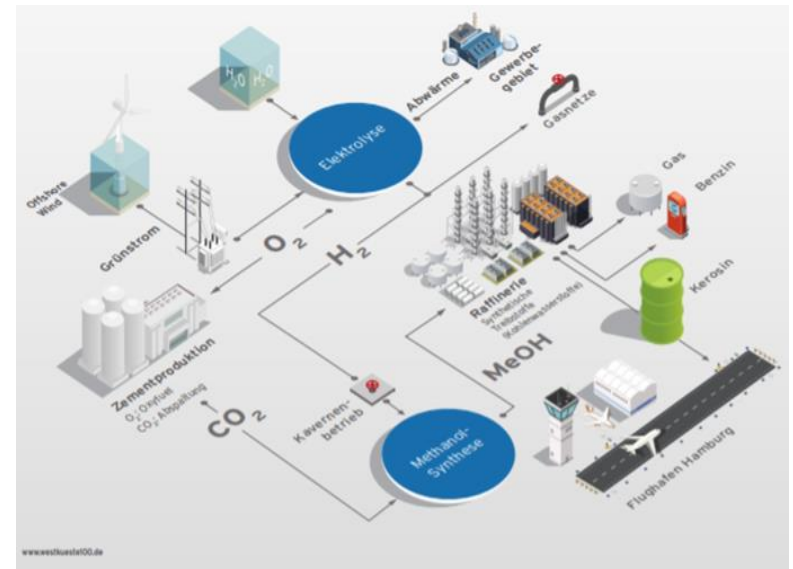 H₂O H₂O
Elektrolyse
Abwärme
Gewerbe-
gebiet
Gasnetze
Offshore
Wind
Grünstrom
O₂
H₂
Gas
Benzin
Kerosin
Raffinerie
Synthetische
Treibstoffe
(Kohlenwasserstoffe)
MeOH
Zementproduktion
O₂: Oxyfuel
CO₂-Abspaltung
CO₂
Kavernen-
betrieb
Methanol-
Synthese
Flughafen Hamburg
www.westkueste100.de